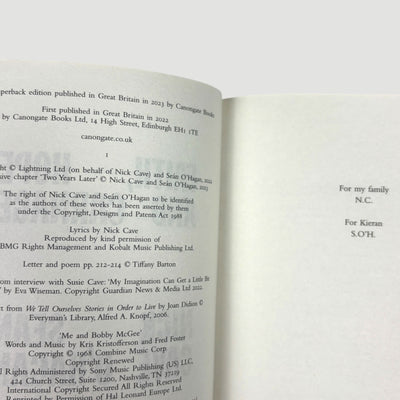 perback edition published in Great Britain in 2023 by Canongate Books
First published in Great Britain in 2022
by Canongate Books Ltd, 14 High Street, Edinburgh EH1 1TE
canongate.co.uk
1
ht © Lightning Ltd (on behalf of Nick Cave) and Seán O'Hagan, 2022
sive chapter 'Two Years Later' © Nick Cave and Seán O'Hagan, 2023
The right of Nick Cave and Seán O'Hagan to be identified
as the authors of these works has been asserted by them
under the Copyright, Designs and Patents Act 1988
Lyrics by Nick Cave
Reproduced by kind permission of
BMG Rights Management and Kobalt Music Publishing Ltd.
Letter and poem pp. 212–214 © Tiffany Barton
om interview with Susie Cave: 'My Imagination Can Get a Little Bit
by Eva Wiseman. Copyright Guardian News & Media Ltd 2022.
t from We Tell Ourselves Stories in Order to Live by Joan Didion ©
Everyman's Library, Alfred A. Knopf, 2006.
'Me and Bobby McGee'
Words and Music by Kris Kristofferson and Fred Foster
Copyright © 1968 Combine Music Corp.
Copyright Renewed
l Rights Administered by Sony Music Publishing (US) LLC,
424 Church Street, Suite 1200, Nashville, TN 37219
International Copyright Secured All Rights Reserved
Reprinted by Permission of Hal Leonard Europe Ltd.
For my family
N.C.
For Kieran
S.O'H.